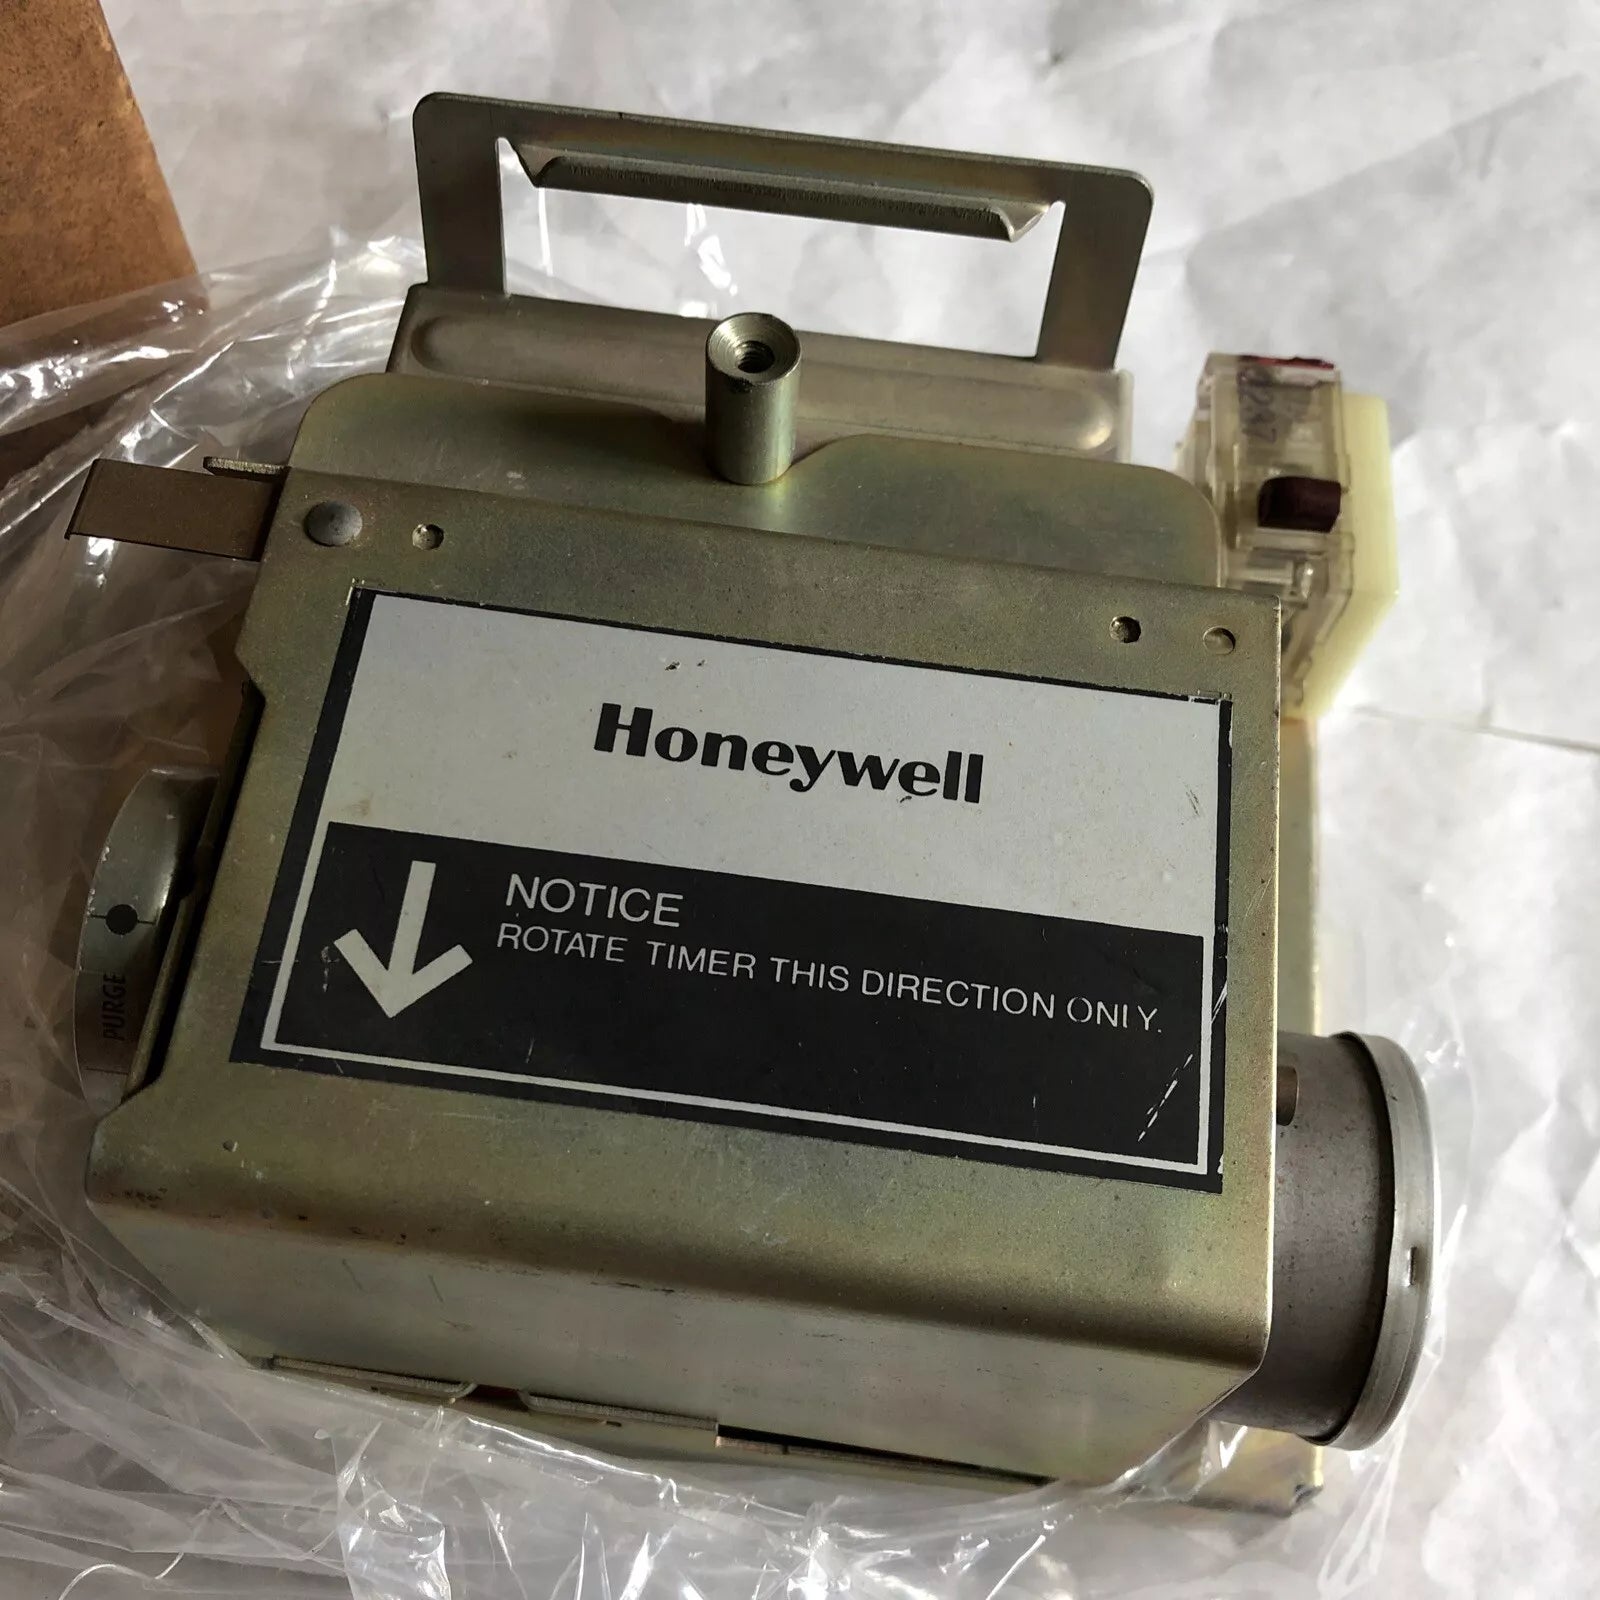 Honeywell
NOTICE
ROTATE TIMER THIS DIRECTION ONLY.
PURGE